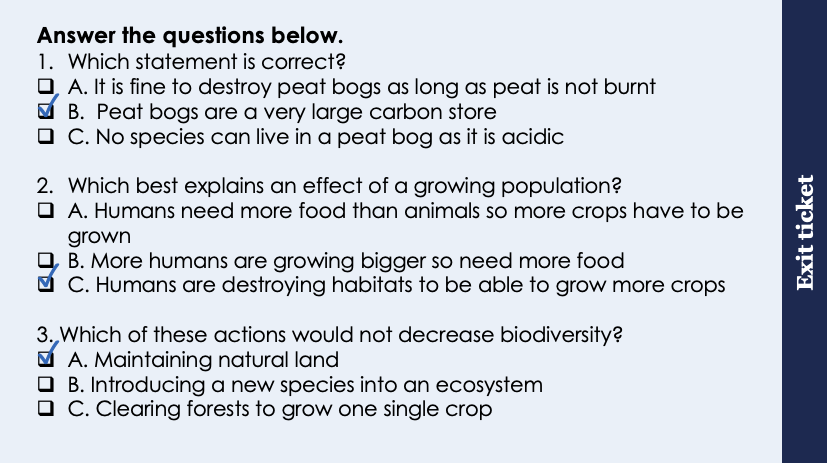 Answer the questions below.
1. Which statement is correct?
A. It is fine to destroy peat bogs as long as peat is not burnt
B. Peat bogs are a very large carbon store
C. No species can live in a peat bog as it is acidic
2. Which best explains an effect of a growing population?
A. Humans need more food than animals so more crops have to be
grown
B. More humans are growing bigger so need more food
C. Humans are destroying habitats to be able to grow more crops
3. Which of these actions would not decrease biodiversity?
A. Maintaining natural land
B. Introducing a new species into an ecosystem
C. Clearing forests to grow one single crop
Exit ticket